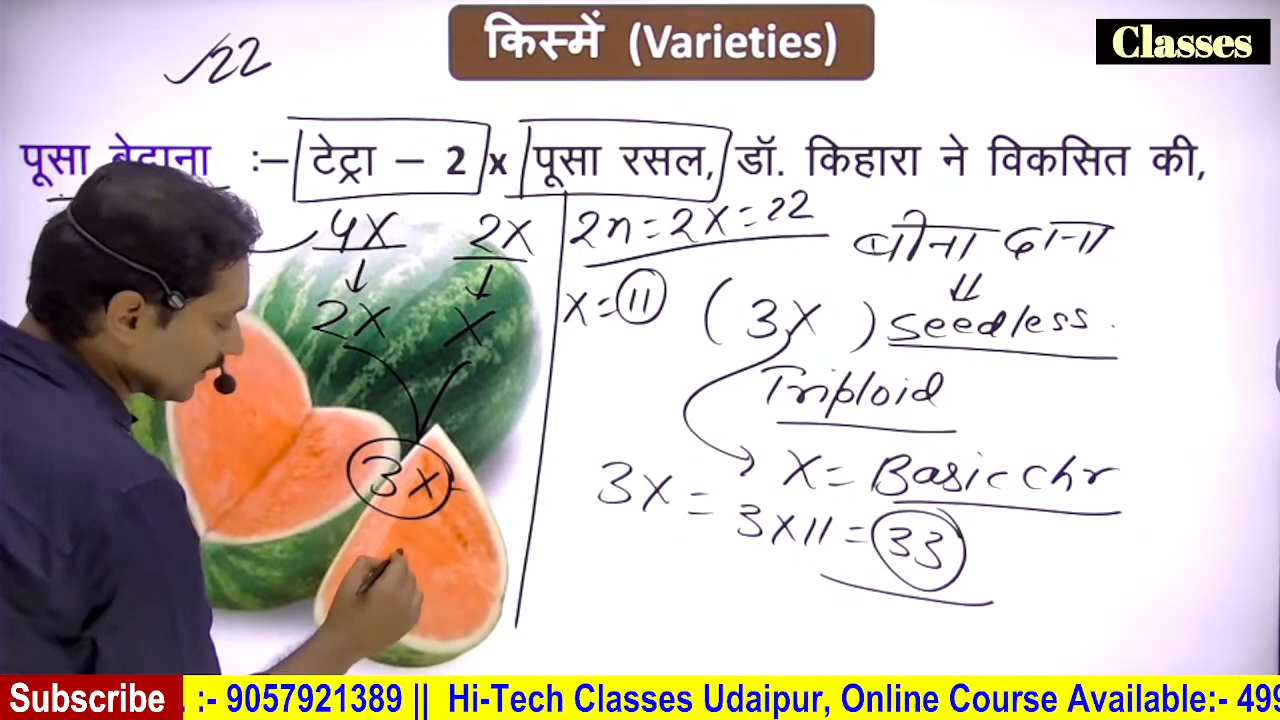 किस्में (Varieties)
Classes
22
पूसा बेदाना :– टेट्रा – 2 x पूसा रसल, डॉ. किहारा ने विकसित की,
4X 2X
2X X
3X
2n = 2X = 22
X = 11
बीना दाना
(3X) Seedless.
Triploid
X = Basic Chr
3X = 3X11 = 33
Subscribe . :- 9057921389 || Hi-Tech Classes Udaipur, Online Course Available:- 499